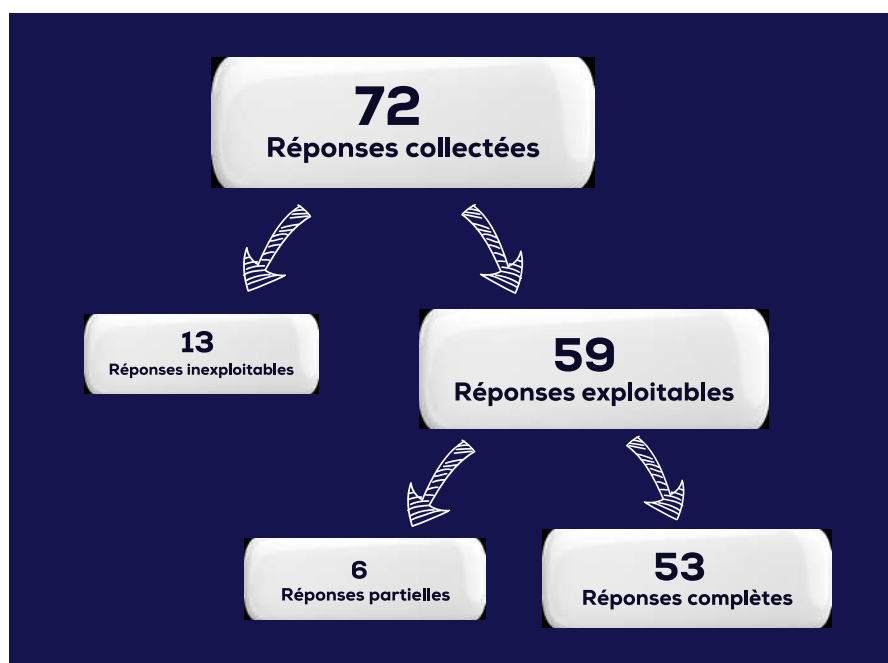 72
Réponses collectées
13
Réponses inexploitables
59
Réponses exploitables
6
Réponses partielles
53
Réponses complètes